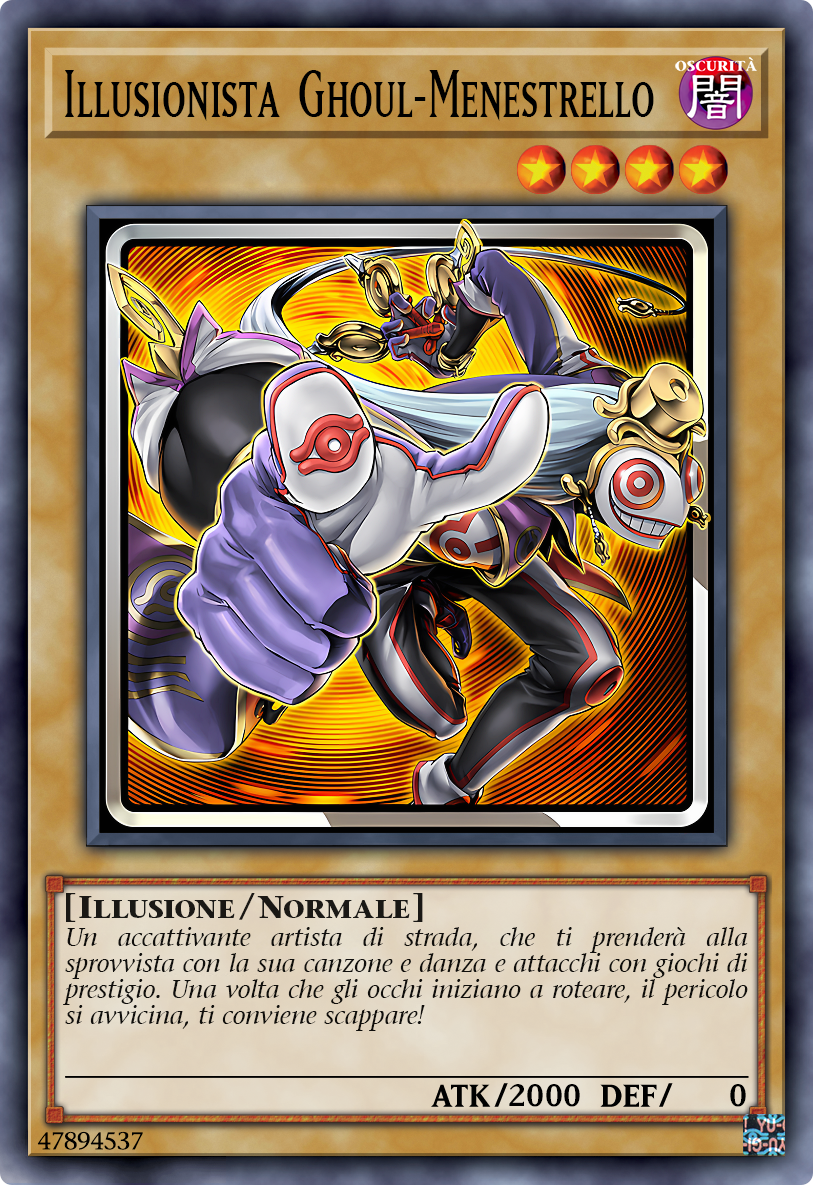 Illusionista Ghoul-Menestrello
OSCURITÀ
闇
[Illusione/Normale]
Un accattivante artista di strada, che ti prenderà alla
sprovvista con la sua canzone e danza e attacchi con giochi di
prestigio. Una volta che gli occhi iniziano a roteare, il pericolo
si avvicina, ti conviene scappare!
ATK/2000 DEF/ 0
47894537